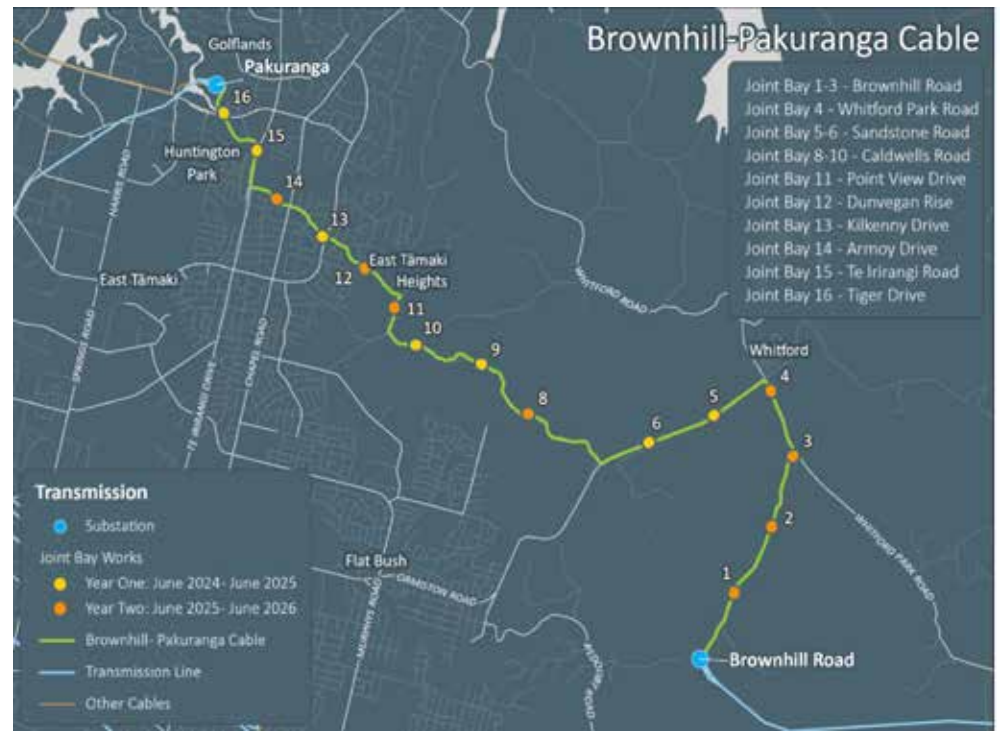 Brownhill-Pakuranga Cable
Joint Bay 1-3 - Brownhill Road
Joint Bay 4 - Whitford Park Road
Joint Bay 5-6 - Sandstone Road
Joint Bay 8-10 - Caldwells Road
Joint Bay 11 - Point View Drive
Joint Bay 12 - Dunvegan Rise
Joint Bay 13 - Kilkenny Drive
Joint Bay 14 - Armoy Drive
Joint Bay 15 - Te Irirangi Road
Joint Bay 16 - Tiger Drive
Golflands
Pakuranga
16
15
Huntington
Park
14
HARRIS ROAD
13
12
East Tāmaki
Heights
East Tāmaki
11
10
WHITFORD ROAD
SPRINGS ROAD
TE IRIRANGI DRIVE
CHAPEL ROAD
9
8
Whitford
4
5
6
3
2
1
WHITFORD PARK ROAD
Flat Bush
ORMISTON ROAD
MURPHYS ROAD
REDOUBT ROAD
Brownhill Road
Transmission
Substation
Joint Bay Works
Year One: June 2024- June 2025
Year Two: June 2025- June 2026
Brownhill- Pakuranga Cable
Transmission Line
Other Cables